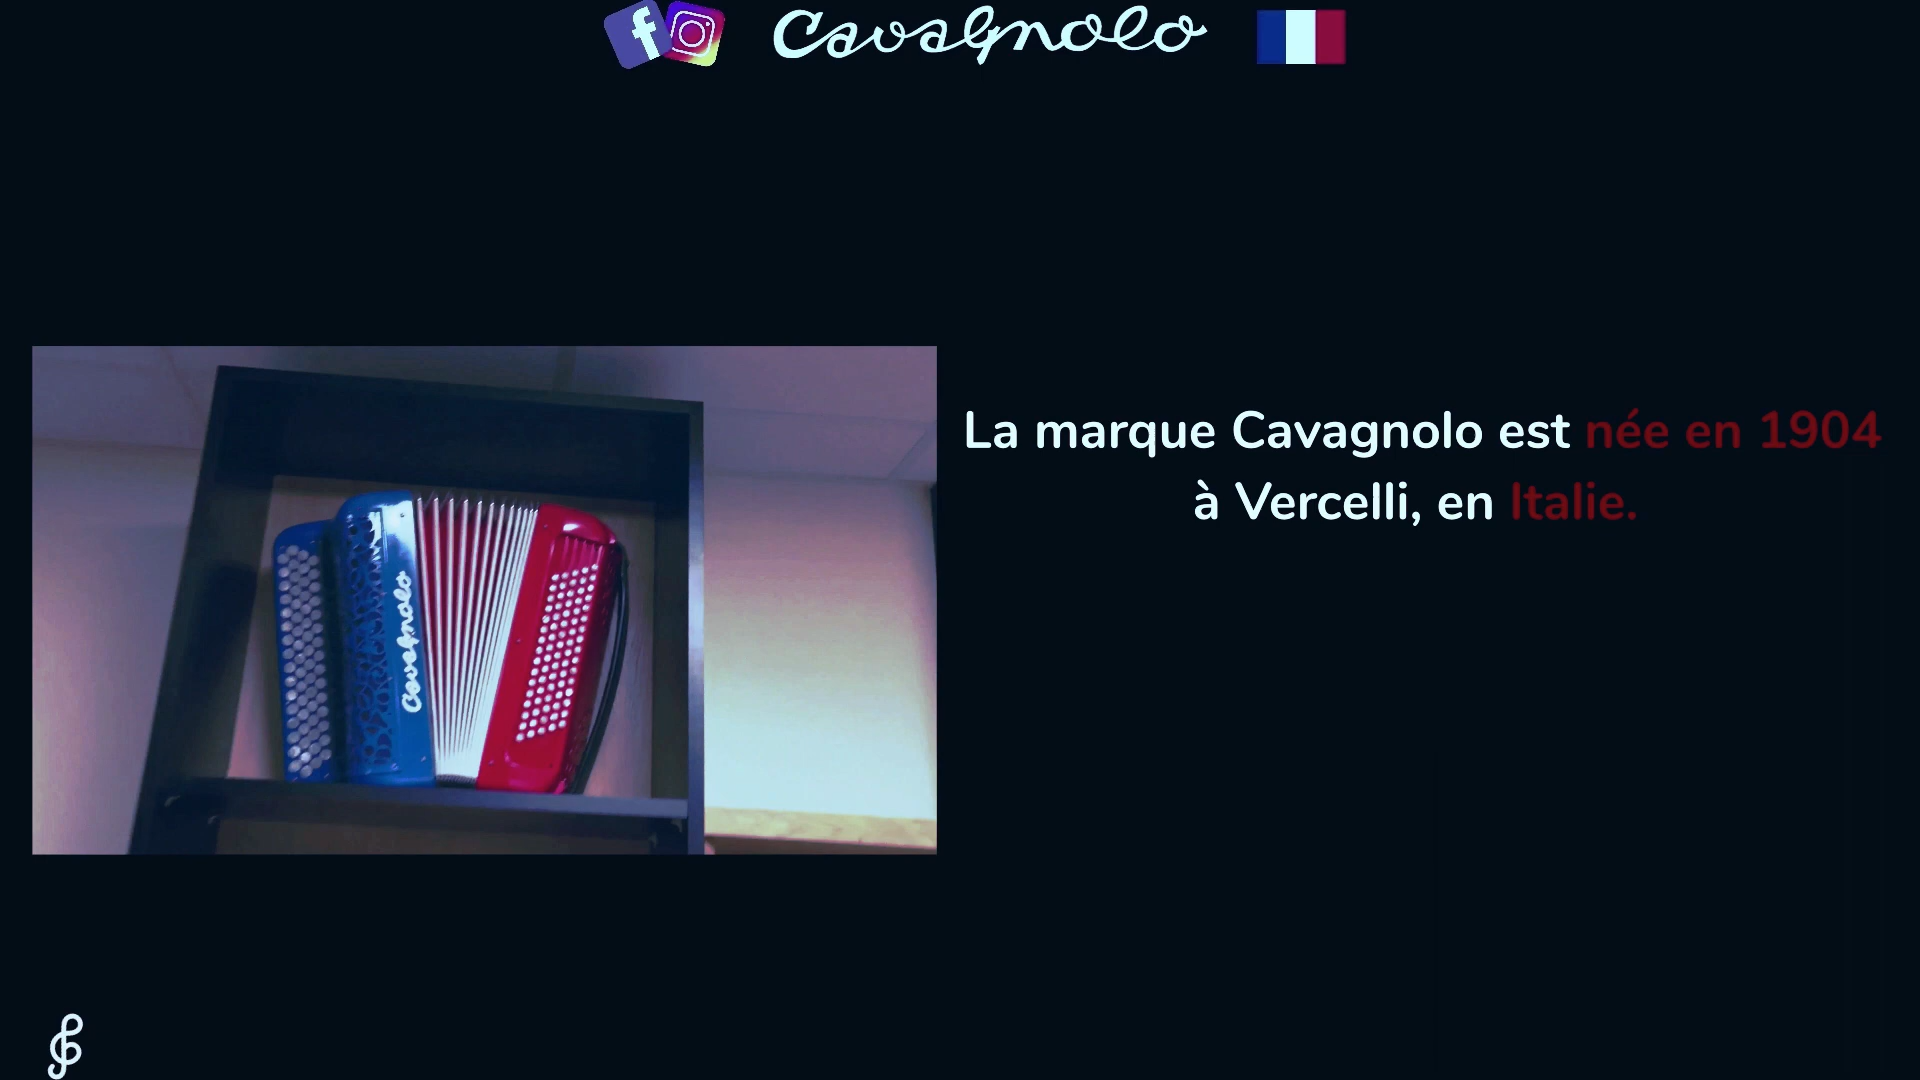 Cavagnolo
Cavagnolo
La marque Cavagnolo est née en 1904
à Vercelli, en Italie.